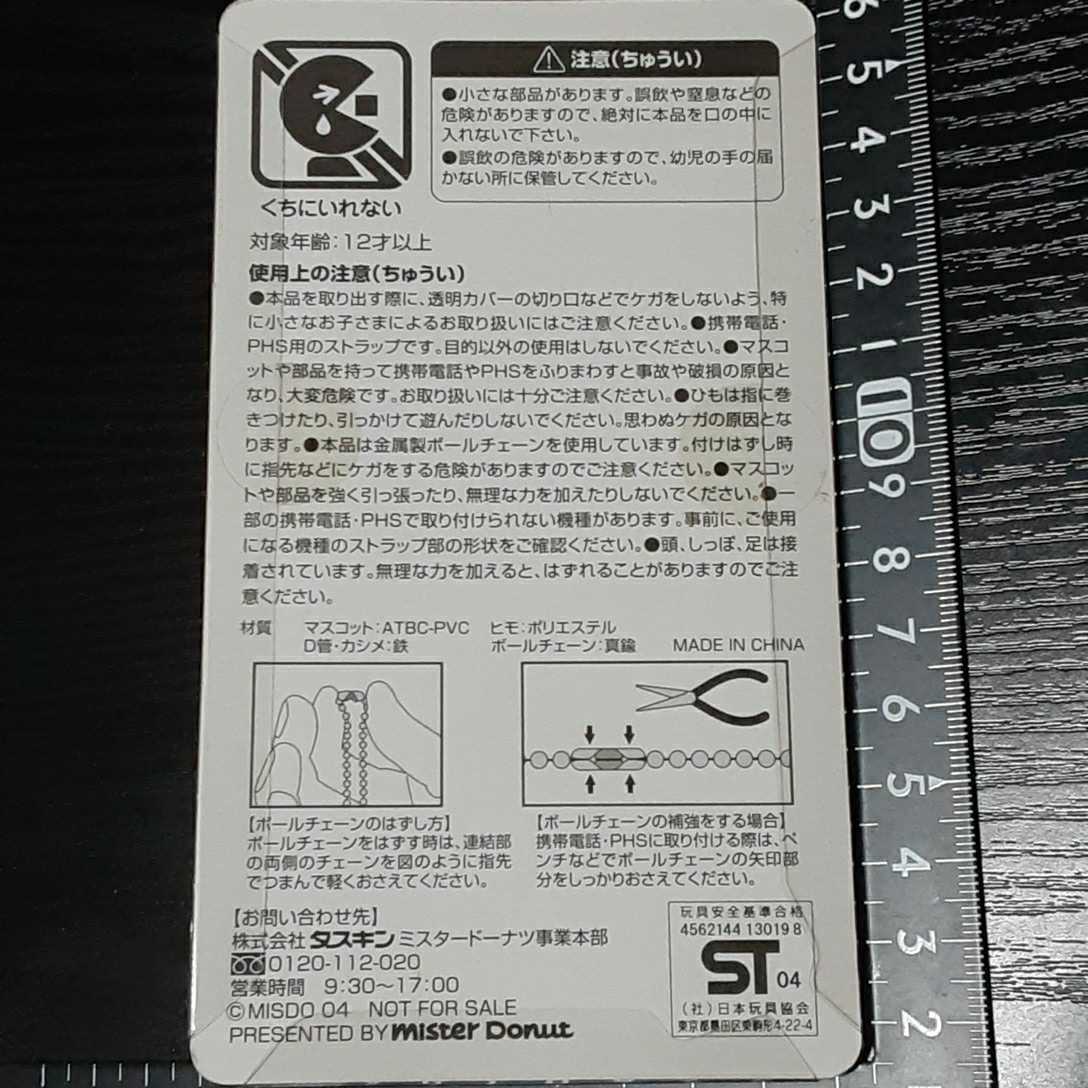 ⚠ 注意(ちゅうい)
●小さな部品があります。誤飲や窒息などの
危険がありますので、絶対に本品を口の中に
入れないで下さい。
●誤飲の危険がありますので、幼児の手の届
かない所に保管してください。
くちにいれない
対象年齢:12才以上
使用上の注意(ちゅうい)
●本品を取り出す際に、透明カバーの切り口などでケガをしないよう、特
に小さなお子さまによるお取り扱いにはご注意ください。●携帯電話・
PHS用のストラップです。目的以外の使用はしないでください。●マスコ
ットや部品を持って携帯電話やPHSをふりまわすと事故や破損の原因と
なり、大変危険です。お取り扱いには十分ご注意ください。●ひもは指に巻
きつけたり、引っかけて遊んだりしないでください。思わぬケガの原因とな
ります。●本品は金属製ボールチェーンを使用しています。付けはずし時
に指先などにケガをする危険がありますのでご注意ください。●マスコッ
トや部品を強く引っ張ったり、無理な力を加えたりしないでください。●一
部の携帯電話・PHSで取り付けられない機種があります。事前に、ご使用
になる機種のストラップ部の形状をご確認ください。●頭、しっぽ、足は接
着されています。無理な力を加えると、はずれることがありますのでご注
意ください。
材質 マスコット:ATBC-PVC ヒモ:ポリエステル
D管・カシメ:鉄 ボールチェーン:真鍮 MADE IN CHINA
【ボールチェーンのはずし方】
ボールチェーンをはずす時は、連結部
の両側のチェーンを図のように指先
でつまんで軽くおさえてください。
【ボールチェーンの補強をする場合】
携帯電話・PHSに取り付ける際は、ペ
ンチなどでボールチェーンの矢印部
分をしっかりおさえてください。
【お問い合わせ先】
株式会社 ダスキン ミスタードーナツ事業本部
0120-112-020
営業時間 9:30〜17:00
©MISDO 04 NOT FOR SALE
PRESENTED BY mister Donut
玩具安全基準合格
4562144 13019 8
ST 04
(社)日本玩具協会
東京都墨田区東駒形4-22-4
6
5
4
3
2
1
10
9
8
7
6
5
4
3
2